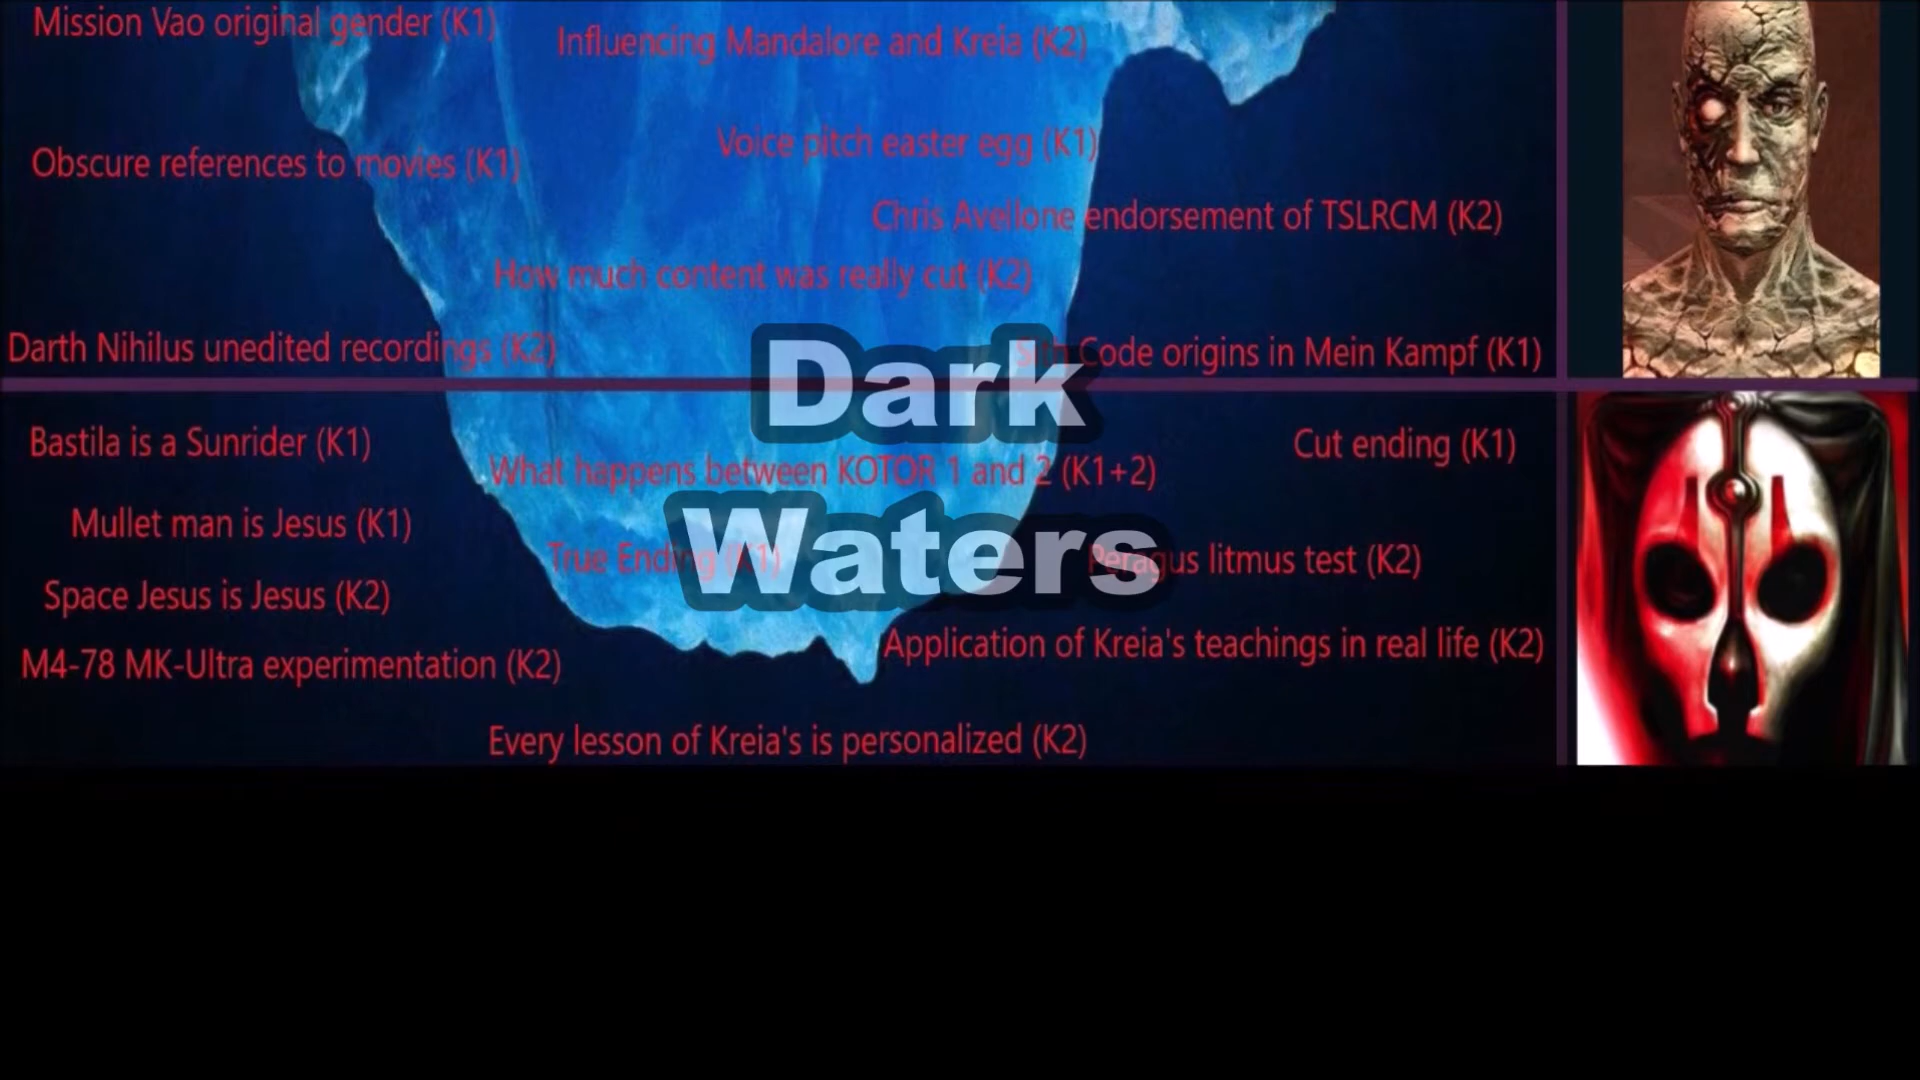 Mission Vao original gender (K1)
Influencing Mandalore and Kreia (K2)
Voice pitch easter egg (K1)
Obscure references to movies (K1)
Chris Avellone endorsement of TSLRCM (K2)
How much content was really cut (K2)
Darth Nihilus unedited recordings (K2)
Sith Code origins in Mein Kampf (K1)
Dark
Waters
Bastila is a Sunrider (K1)
Cut ending (K1)
What happens between KOTOR 1 and 2 (K1+2)
Mullet man is Jesus (K1)
True Ending (K1)
Peragus litmus test (K2)
Space Jesus is Jesus (K2)
Application of Kreia's teachings in real life (K2)
M4-78 MK-Ultra experimentation (K2)
Every lesson of Kreia's is personalized (K2)